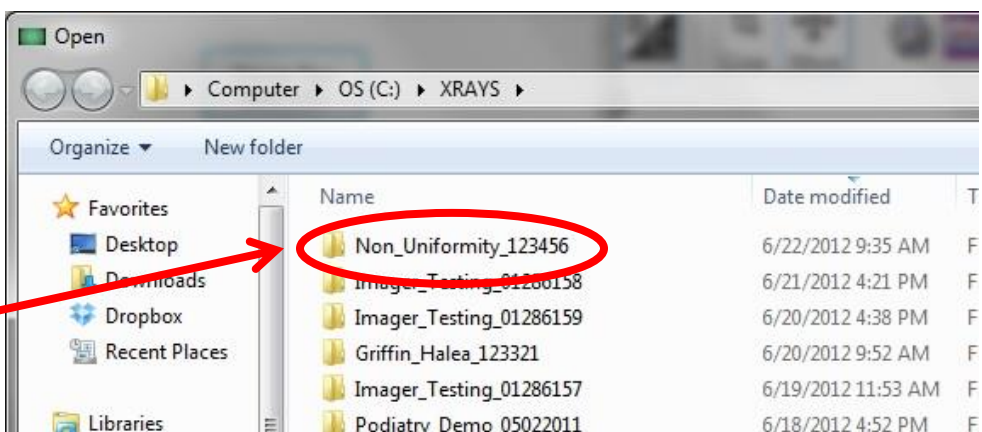 Open
Computer OS (C:) XRAYS
Organize New folder
Name Date modified T
Favorites
Desktop
Downloads
Dropbox
Recent Places
Libraries
Non_Uniformity_123456 6/22/2012 9:35 AM F
Imager_Testing_01286158 6/21/2012 4:21 PM F
Imager_Testing_01286159 6/20/2012 4:38 PM F
Griffin_Halea_123321 6/20/2012 9:52 AM F
Imager_Testing_01286157 6/19/2012 11:53 AM F
Podiatry_Demo_05022011 6/18/2012 4:52 PM F